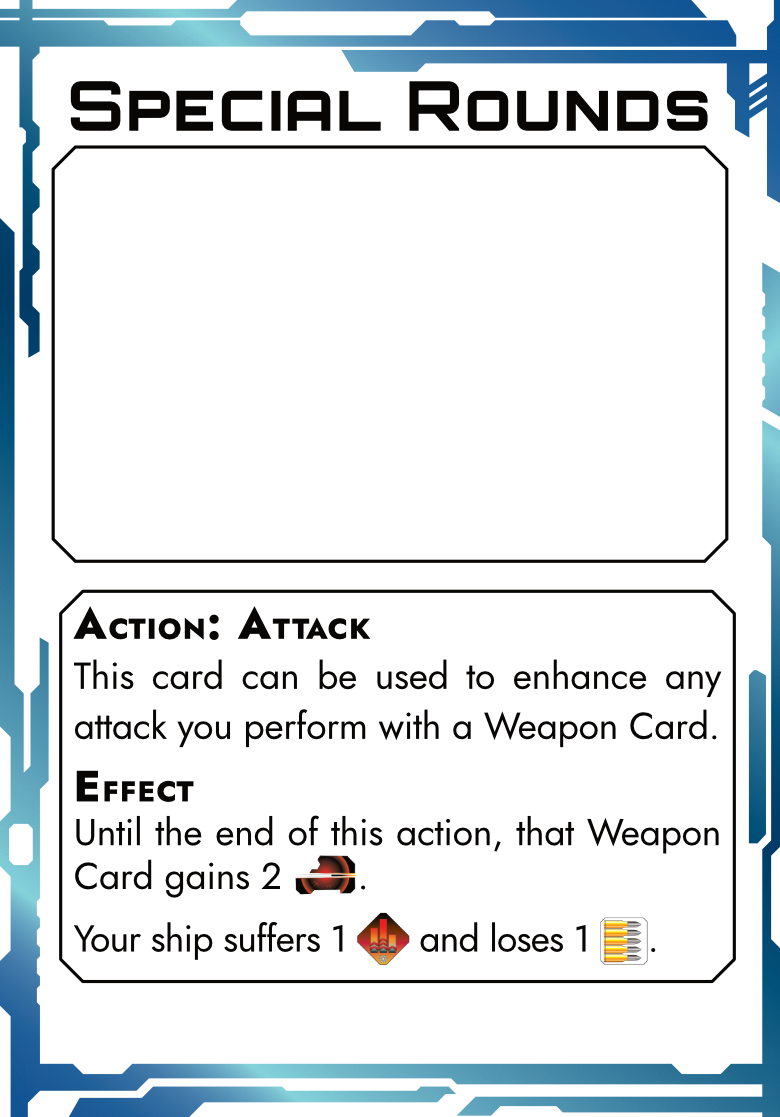 Special Rounds
Action: Attack
This card can be used to enhance any
attack you perform with a Weapon Card.
Effect
Until the end of this action, that Weapon
Card gains 2 .
Your ship suffers 1 and loses 1 .